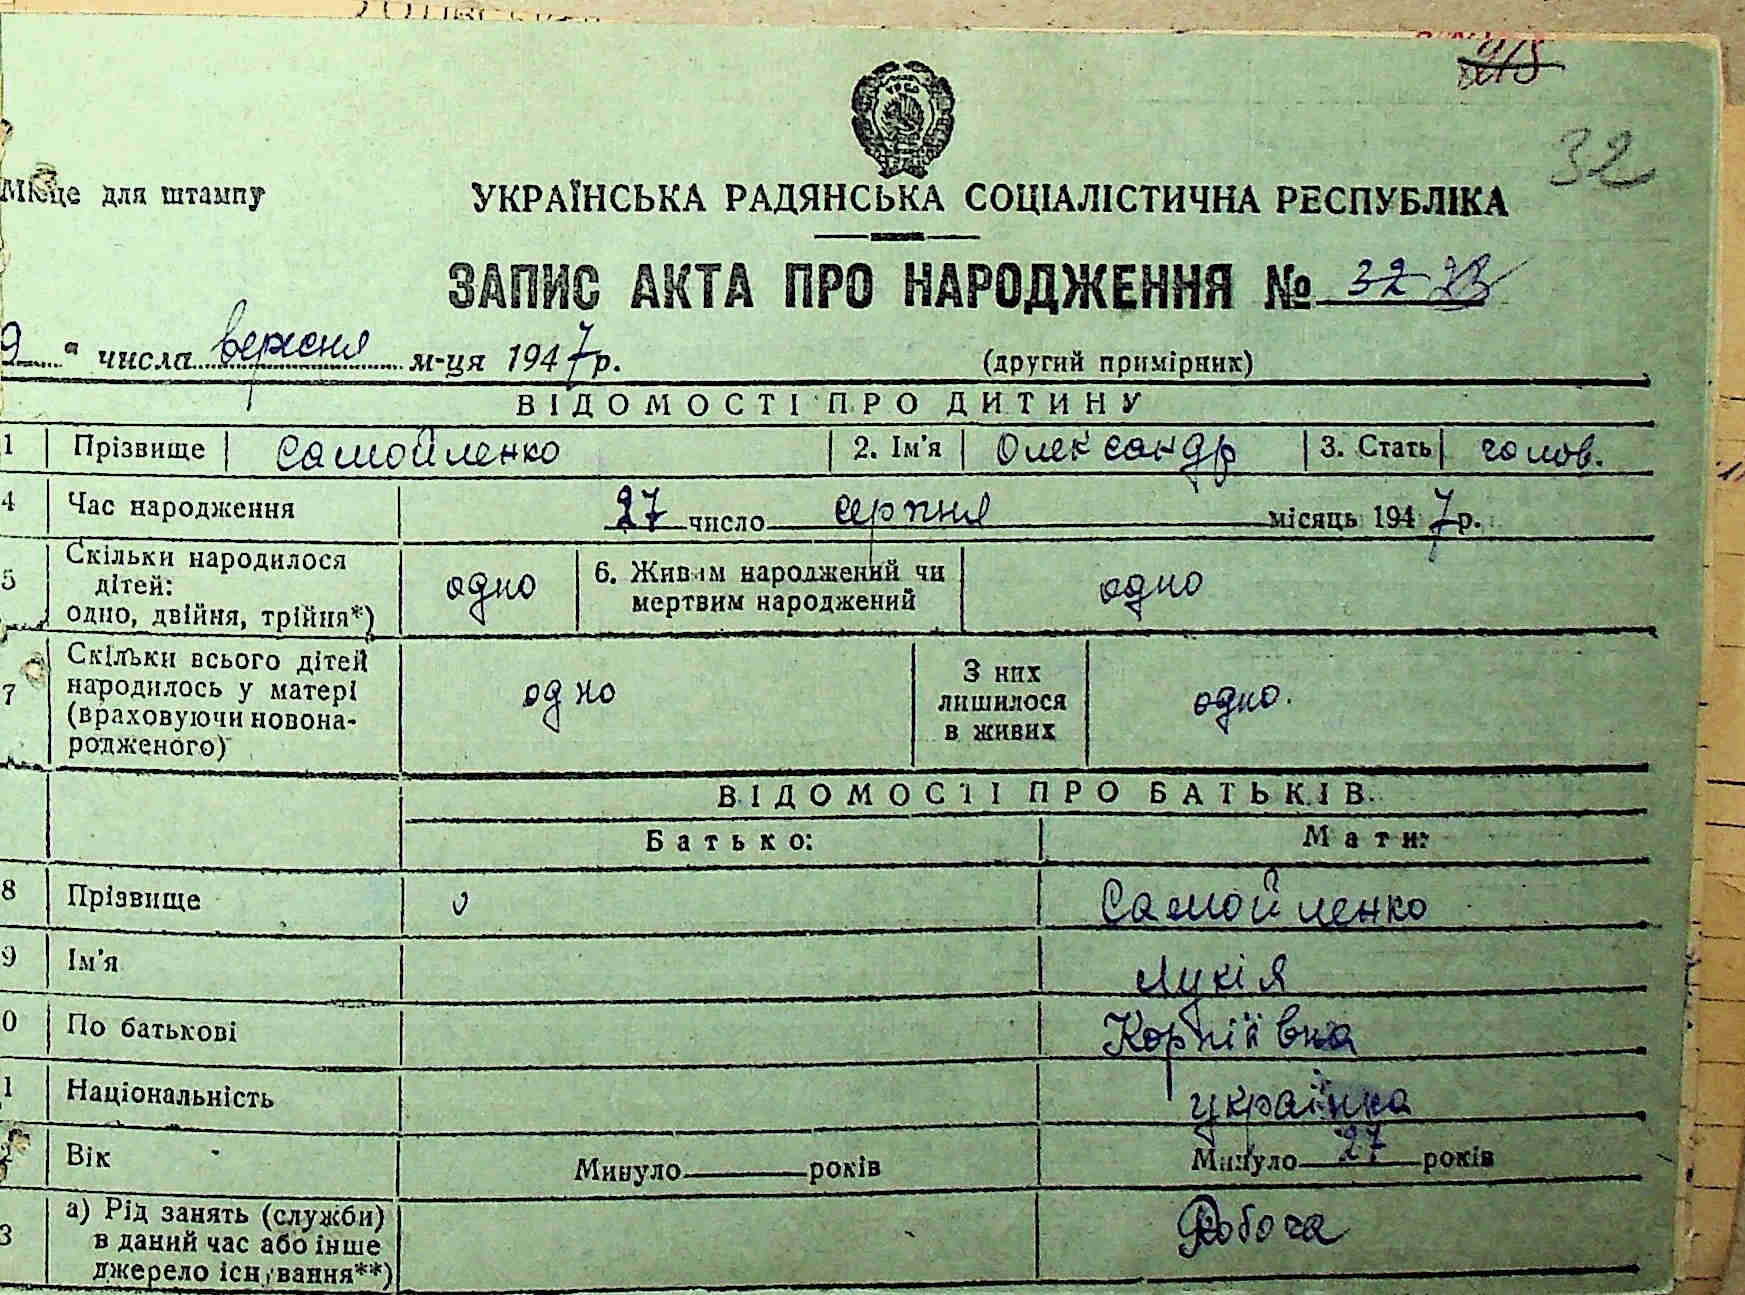 32
Місце для штампу
УКРАЇНСЬКА РАДЯНСЬКА СОЦІАЛІСТИЧНА РЕСПУБЛІКА
ЗАПИС АКТА ПРО НАРОДЖЕННЯ № 32
9 " числа вересня м-ця 1947 р.
(другий примірник)
ВІДОМОСТІ ПРО ДИТИНУ
1 Прізвище Самойленко 2. Ім'я Олександр 3. Стать чолов.
4 Час народження 27 число серпня місяць 1947 р.
5 Скільки народилося дітей: одно, двійня, трійня*) одно 6. Живим народжений чи мертвим народжений одно
7 Скільки всього дітей народилось у матері (враховуючи новонародженого) одно З них лишилося в живих одно.
ВІДОМОСТІ ПРО БАТЬКІВ
Батько: Мати:
8 Прізвище Самойленко
9 Ім'я Лукія
0 По батькові Корніївна
1 Національність українка
2 Вік Минуло років Минуло 27 років
3 а) Рід занять (служби) в даний час або інше джерело існування**) Робоча